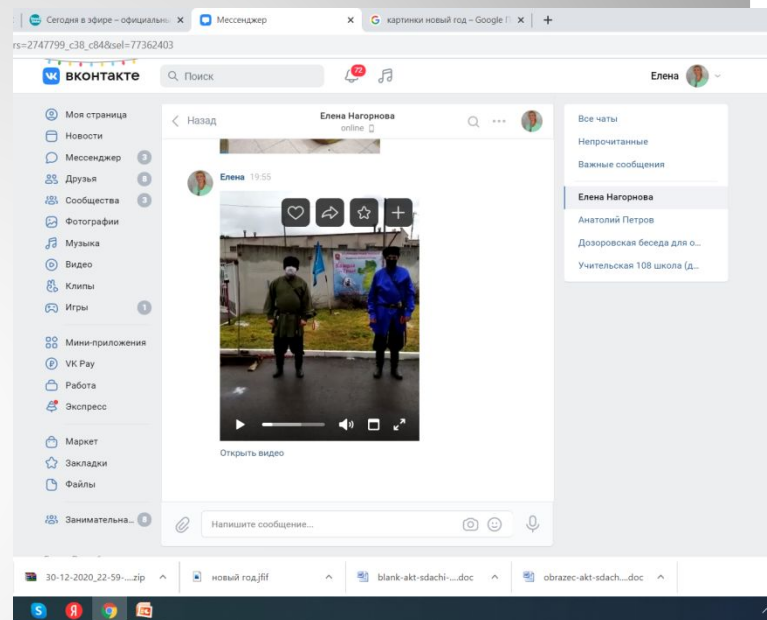 Сегодня в эфире – официальн
Мессенджер
картинки новый год – Google П
rs=2747799_c38_c84&sel=77362403
вконтакте
Поиск
72
Елена
Моя страница
Новости
Мессенджер 3
Друзья 8
Сообщества 3
Фотографии
Музыка
Видео
Клипы
Игры 1
Мини-приложения
VK Pay
Работа
Экспресс
Маркет
Закладки
Файлы
Занимательна...
Назад
Елена Нагорнова
online
Елена 19:55
Открыть видео
Напишите сообщение...
Все чаты
Непрочитанные
Важные сообщения
Елена Нагорнова
Анатолий Петров
Дозоровская беседа для о...
Учительская 108 школа (д...
30-12-2020_22-59-....zip
новый год.jfif
blank-akt-sdachi-....doc
obrazec-akt-sdach....doc